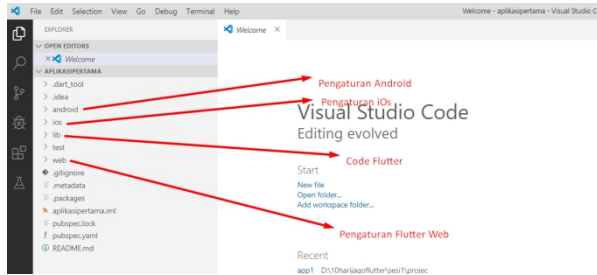 File Edit Selection View Go Debug Terminal Help
Welcome - aplikasipertama - Visual Studio C
EXPLORER
OPEN EDITORS
Welcome
APLIKASIPERTAMA
.dart_tool
.idea
android
ios
lib
test
web
.gitignore
.metadata
.packages
aplikasipertama.iml
pubspec.lock
pubspec.yaml
README.md
Welcome
Pengaturan Android
Pengaturan iOs
Visual Studio Code
Editing evolved
Code Flutter
Start
New file
Open folder...
Add workspace folder...
Pengaturan Flutter Web
Recent
app1 D:\10harijagoflutter\sesi1\projec